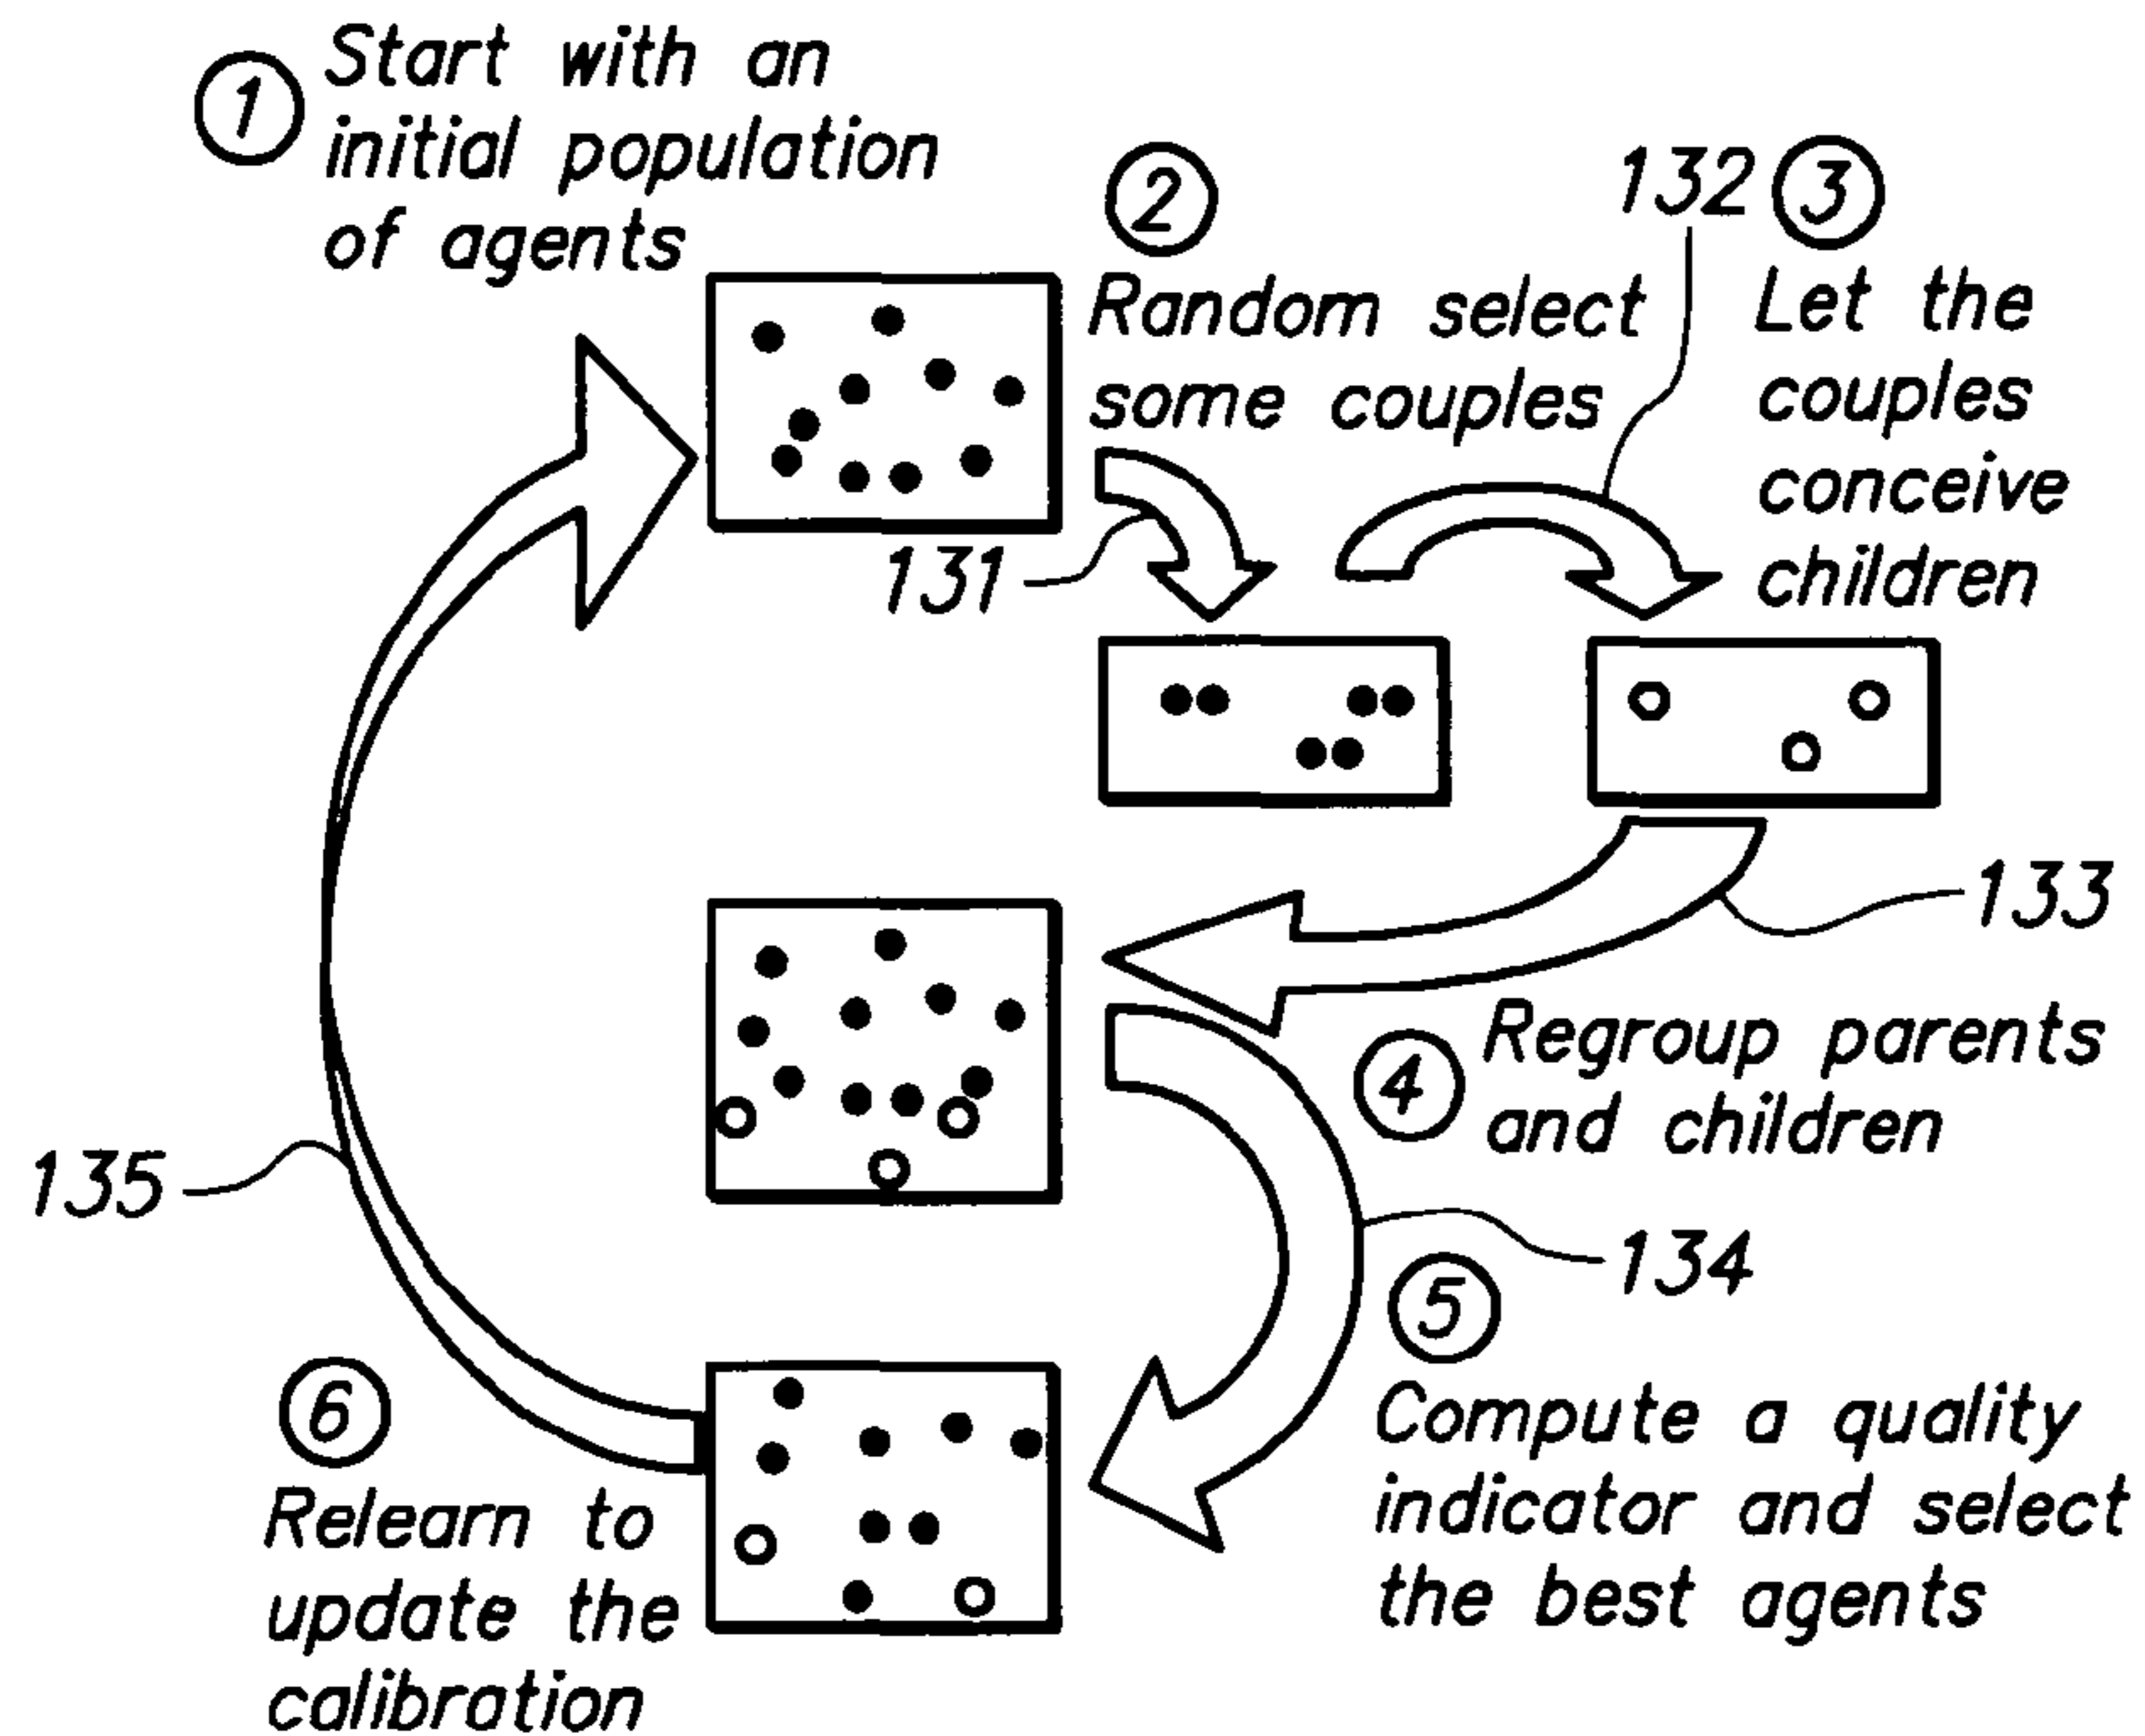 1
Start with an
initial population
of agents
2
Random select
some couples
132
3
Let the
couples
conceive
children
131
133
4
Regroup parents
and children
135
134
5
Compute a quality
indicator and select
the best agents
6
Relearn to
update the
calibration